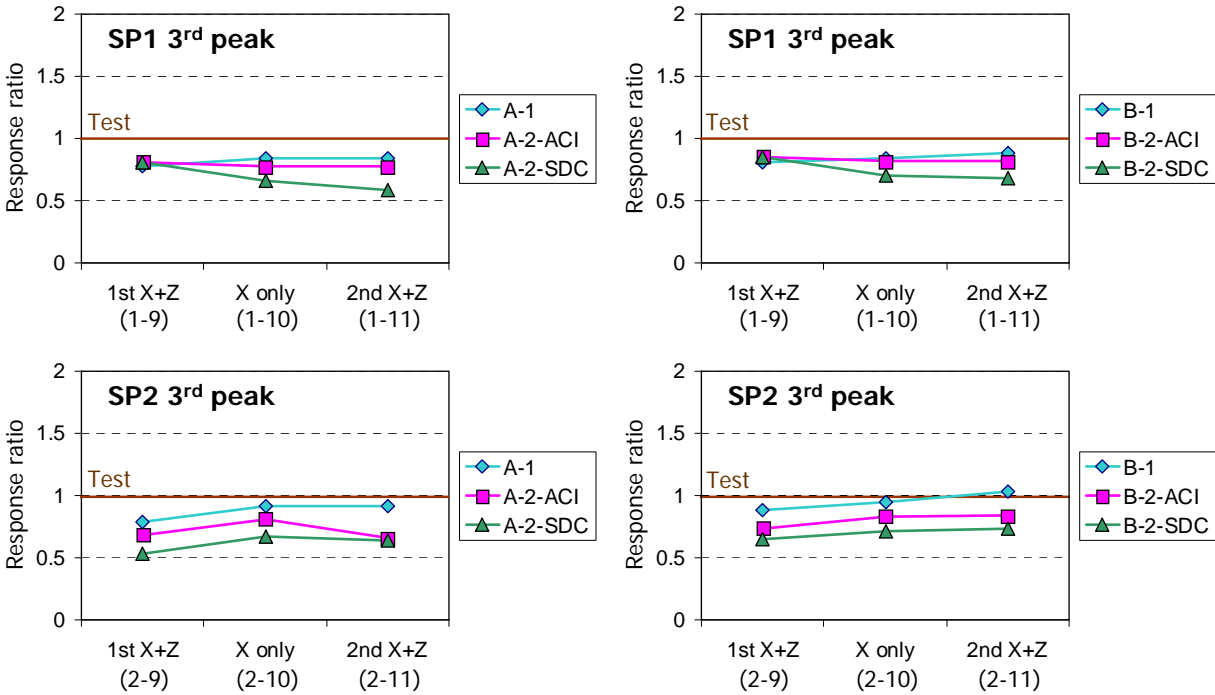 SP1 3rd peak
Response ratio
2
1.5
1
0.5
0
Test
1st X+Z
(1-9)
X only
(1-10)
2nd X+Z
(1-11)
A-1
A-2-ACI
A-2-SDC
SP1 3rd peak
Response ratio
2
1.5
1
0.5
0
Test
1st X+Z
(1-9)
X only
(1-10)
2nd X+Z
(1-11)
B-1
B-2-ACI
B-2-SDC
SP2 3rd peak
Response ratio
2
1.5
1
0.5
0
Test
1st X+Z
(2-9)
X only
(2-10)
2nd X+Z
(2-11)
A-1
A-2-ACI
A-2-SDC
SP2 3rd peak
Response ratio
2
1.5
1
0.5
0
Test
1st X+Z
(2-9)
X only
(2-10)
2nd X+Z
(2-11)
B-1
B-2-ACI
B-2-SDC